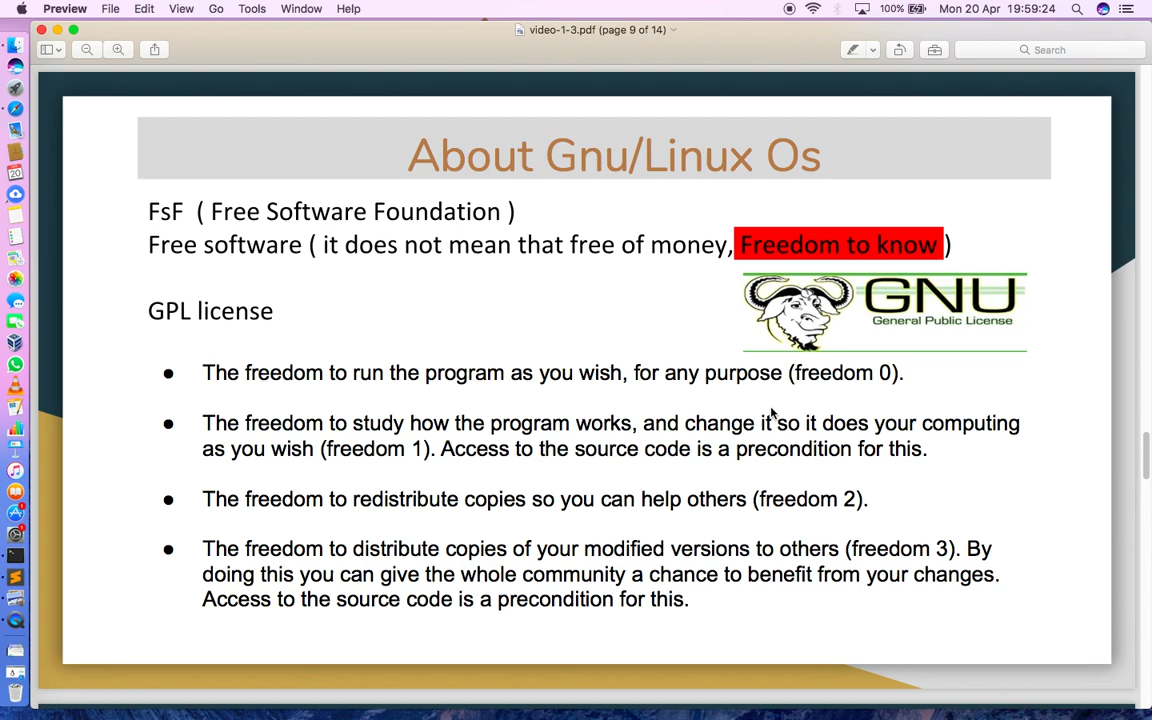 Preview File Edit View Go Tools Window Help 100% Mon 20 Apr 19:59:24
video-1-3.pdf (page 9 of 14)
Search
About Gnu/Linux Os
FsF ( Free Software Foundation )
Free software ( it does not mean that free of money, Freedom to know )
GNU
General Public License
GPL license
● The freedom to run the program as you wish, for any purpose (freedom 0).
● The freedom to study how the program works, and change it so it does your computing
as you wish (freedom 1). Access to the source code is a precondition for this.
● The freedom to redistribute copies so you can help others (freedom 2).
● The freedom to distribute copies of your modified versions to others (freedom 3). By
doing this you can give the whole community a chance to benefit from your changes.
Access to the source code is a precondition for this.
20